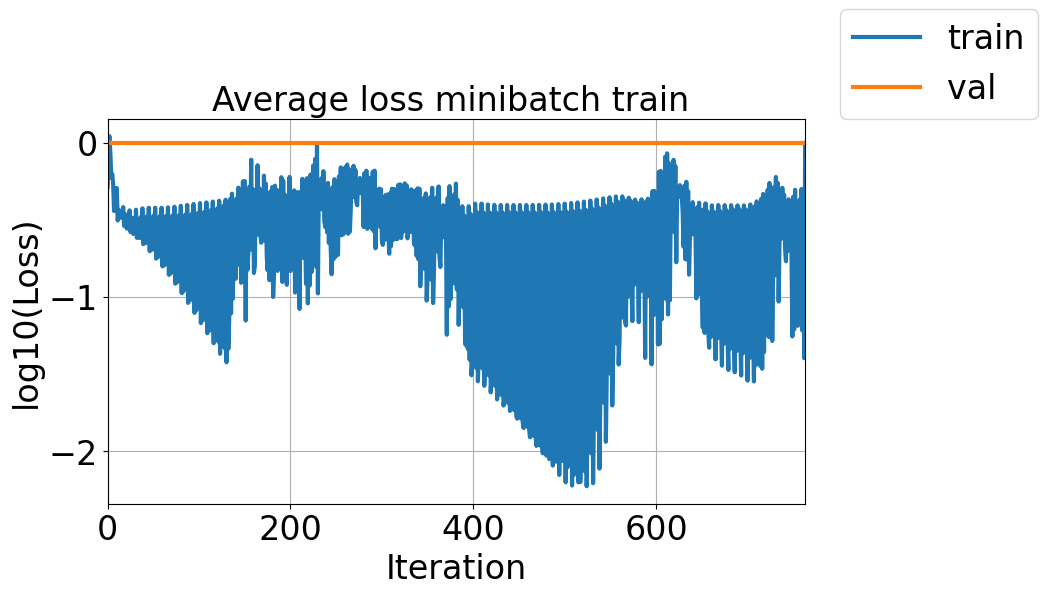 train
val
Average loss minibatch train
0
−1
−2
log10(Loss)
0 200 400 600
Iteration